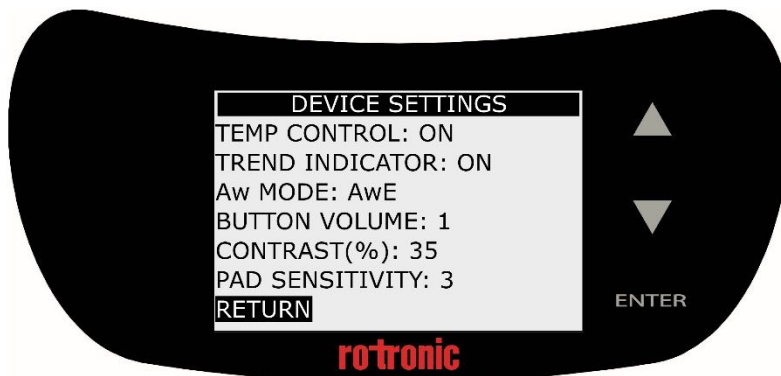 DEVICE SETTINGS
TEMP CONTROL: ON
TREND INDICATOR: ON
Aw MODE: AwE
BUTTON VOLUME: 1
CONTRAST(%): 35
PAD SENSITIVITY: 3
RETURN
ENTER
rotronic